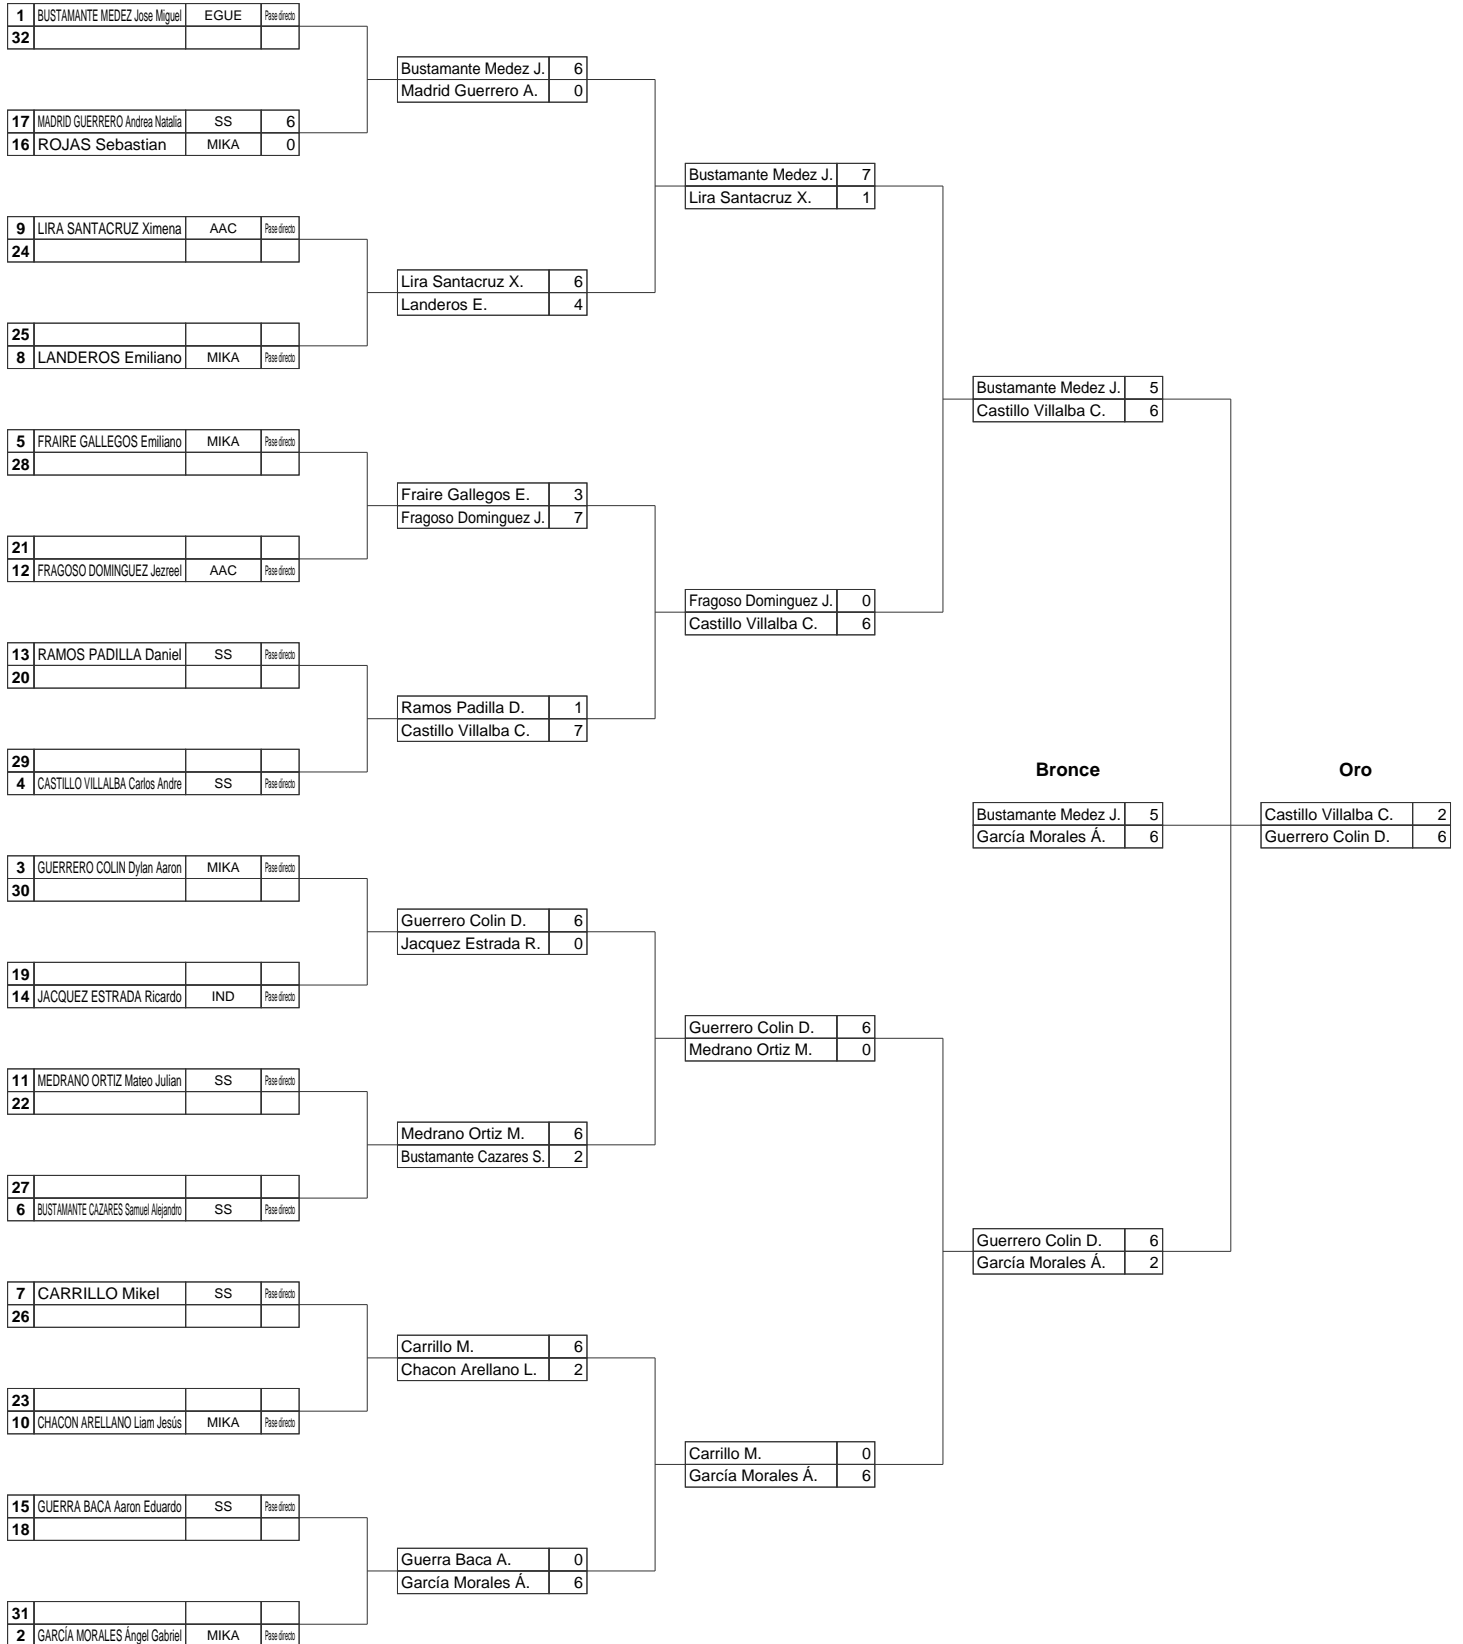 1 BUSTAMANTE MEDEZ Jose Miguel EGUE Pase directo
32
Bustamante Medez J. 6
Madrid Guerrero A. 0
17 MADRID GUERRERO Andrea Natalia SS 6
16 ROJAS Sebastian MIKA 0
Bustamante Medez J. 7
Lira Santacruz X. 1
9 LIRA SANTACRUZ Ximena AAC Pase directo
24
Lira Santacruz X. 6
Landeros E. 4
25
8 LANDEROS Emiliano MIKA Pase directo
Bustamante Medez J. 5
Castillo Villalba C. 6
5 FRAIRE GALLEGOS Emiliano MIKA Pase directo
28
Fraire Gallegos E. 3
Fragoso Dominguez J. 7
21
12 FRAGOSO DOMINGUEZ Jezreel AAC Pase directo
Fragoso Dominguez J. 0
Castillo Villalba C. 6
13 RAMOS PADILLA Daniel SS Pase directo
20
Ramos Padilla D. 1
Castillo Villalba C. 7
29
4 CASTILLO VILLALBA Carlos Andre SS Pase directo
Bronce Oro
Bustamante Medez J. 5 Castillo Villalba C. 2
García Morales Á. 6 Guerrero Colin D. 6
3 GUERRERO COLIN Dylan Aaron MIKA Pase directo
30
Guerrero Colin D. 6
Jacquez Estrada R. 0
19
14 JACQUEZ ESTRADA Ricardo IND Pase directo
Guerrero Colin D. 6
Medrano Ortiz M. 0
11 MEDRANO ORTIZ Mateo Julian SS Pase directo
22
Medrano Ortiz M. 6
Bustamante Cazares S. 2
27
6 BUSTAMANTE CAZARES Samuel Alejandro SS Pase directo
Guerrero Colin D. 6
García Morales Á. 2
7 CARRILLO Mikel SS Pase directo
26
Carrillo M. 6
Chacon Arellano L. 2
23
10 CHACON ARELLANO Liam Jesús MIKA Pase directo
Carrillo M. 0
García Morales Á. 6
15 GUERRA BACA Aaron Eduardo SS Pase directo
18
Guerra Baca A. 0
García Morales Á. 6
31
2 GARCÍA MORALES Ángel Gabriel MIKA Pase directo